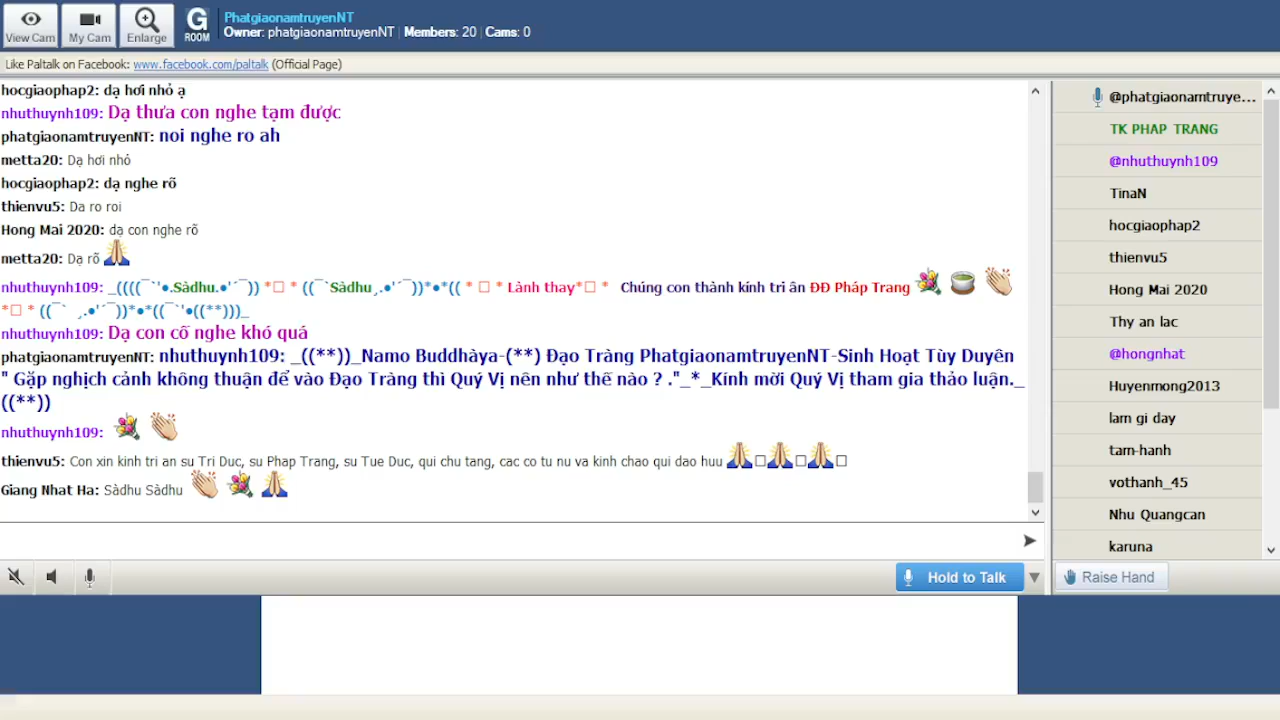 View Cam
My Cam
Enlarge
G
ROOM
PhatgiaonamtruyenNT
Owner: phatgiaonamtruyenNT | Members: 20 | Cams: 0
Like Paltalk on Facebook: www.facebook.com/paltalk (Official Page)
hocgiaophap2: dạ hơi nhỏ ạ
nhuthuynh109: Dạ thưa con nghe tạm được
phatgiaonamtruyenNT: noi nghe ro ah
metta20: Dạ hơi nhỏ
hocgiaophap2: dạ nghe rõ
thienvu5: Da ro roi
Hong Mai 2020: dạ con nghe rõ
metta20: Dạ rõ 🙏
nhuthuynh109: _((((¯`'●.Sàdhu.●'´¯)) *□ * ((¯`Sàdhu¸.●'´¯))*●*(( * □ * Lành thay*□ * Chúng con thành kính tri ân ĐĐ Pháp Trang 💐 🍵 👏
*□ * ((¯` ¸.●'´¯))*●*((¯`'●((**)))_
nhuthuynh109: Dạ con cố nghe khó quá
phatgiaonamtruyenNT: nhuthuynh109: _((**))_Namo Buddhàya-(**) Đạo Tràng PhatgiaonamtruyenNT-Sinh Hoạt Tùy Duyên
" Gặp nghịch cảnh không thuận để vào Đạo Tràng thì Quý Vị nên như thế nào ? ."_*_Kính mời Quý Vị tham gia thảo luận._
((**))
nhuthuynh109: 💐 👏
thienvu5: Con xin kinh tri an su Tri Duc, su Phap Trang, su Tue Duc, qui chu tang, cac co tu nu va kinh chao qui dao huu 🙏□🙏□🙏□
Giang Nhat Ha: Sàdhu Sàdhu 👏 💐 🙏
Hold to Talk
@phatgiaonamtruye...
TK PHAP TRANG
@nhuthuynh109
TinaN
hocgiaophap2
thienvu5
Hong Mai 2020
Thy an lac
@hongnhat
Huyenmong2013
lam gi day
tam-hanh
vothanh_45
Nhu Quangcan
karuna
Raise Hand